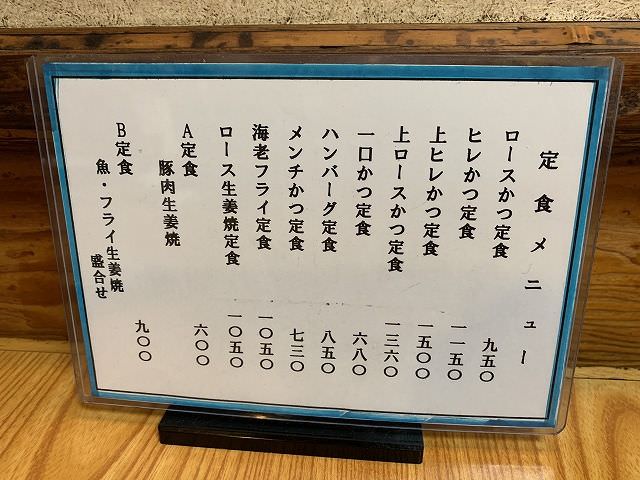 定食メニュー
ロースかつ定食 九五〇
ヒレかつ定食 一一五〇
上ヒレかつ定食 一五〇〇
上ロースかつ定食 一三六〇
一口かつ定食 六八〇
ハンバーグ定食 八五〇
メンチかつ定食 七三〇
海老フライ定食 一〇五〇
ロース生姜焼定食 一〇五〇
A定食 六〇〇
豚肉生姜焼
B定食 九〇〇
魚・フライ生姜焼
盛合せ